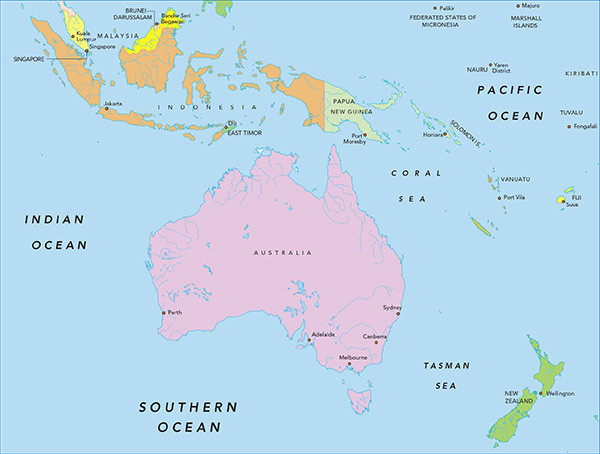 BRUNEI
DARUSSALAM
Bandar Seri
Begawan
Kuala
Lumpur
MALAYSIA
Singapore
SINGAPORE
Palikir
FEDERATED STATES OF
MICRONESIA
Majuro
MARSHALL
ISLANDS
NAURU
Yaren
District
KIRIBATI
PACIFIC
OCEAN
Jakarta
INDONESIA
Dili
EAST TIMOR
PAPUA
NEW GUINEA
Port
Moresby
Honiara
SOLOMON IS.
TUVALU
Fongafali
CORAL
SEA
VANUATU
Port Vila
FIJI
Suva
INDIAN
OCEAN
AUSTRALIA
Perth
Sydney
Adelaide
Canberra
Melbourne
TASMAN
SEA
NEW
ZEALAND
Wellington
SOUTHERN
OCEAN